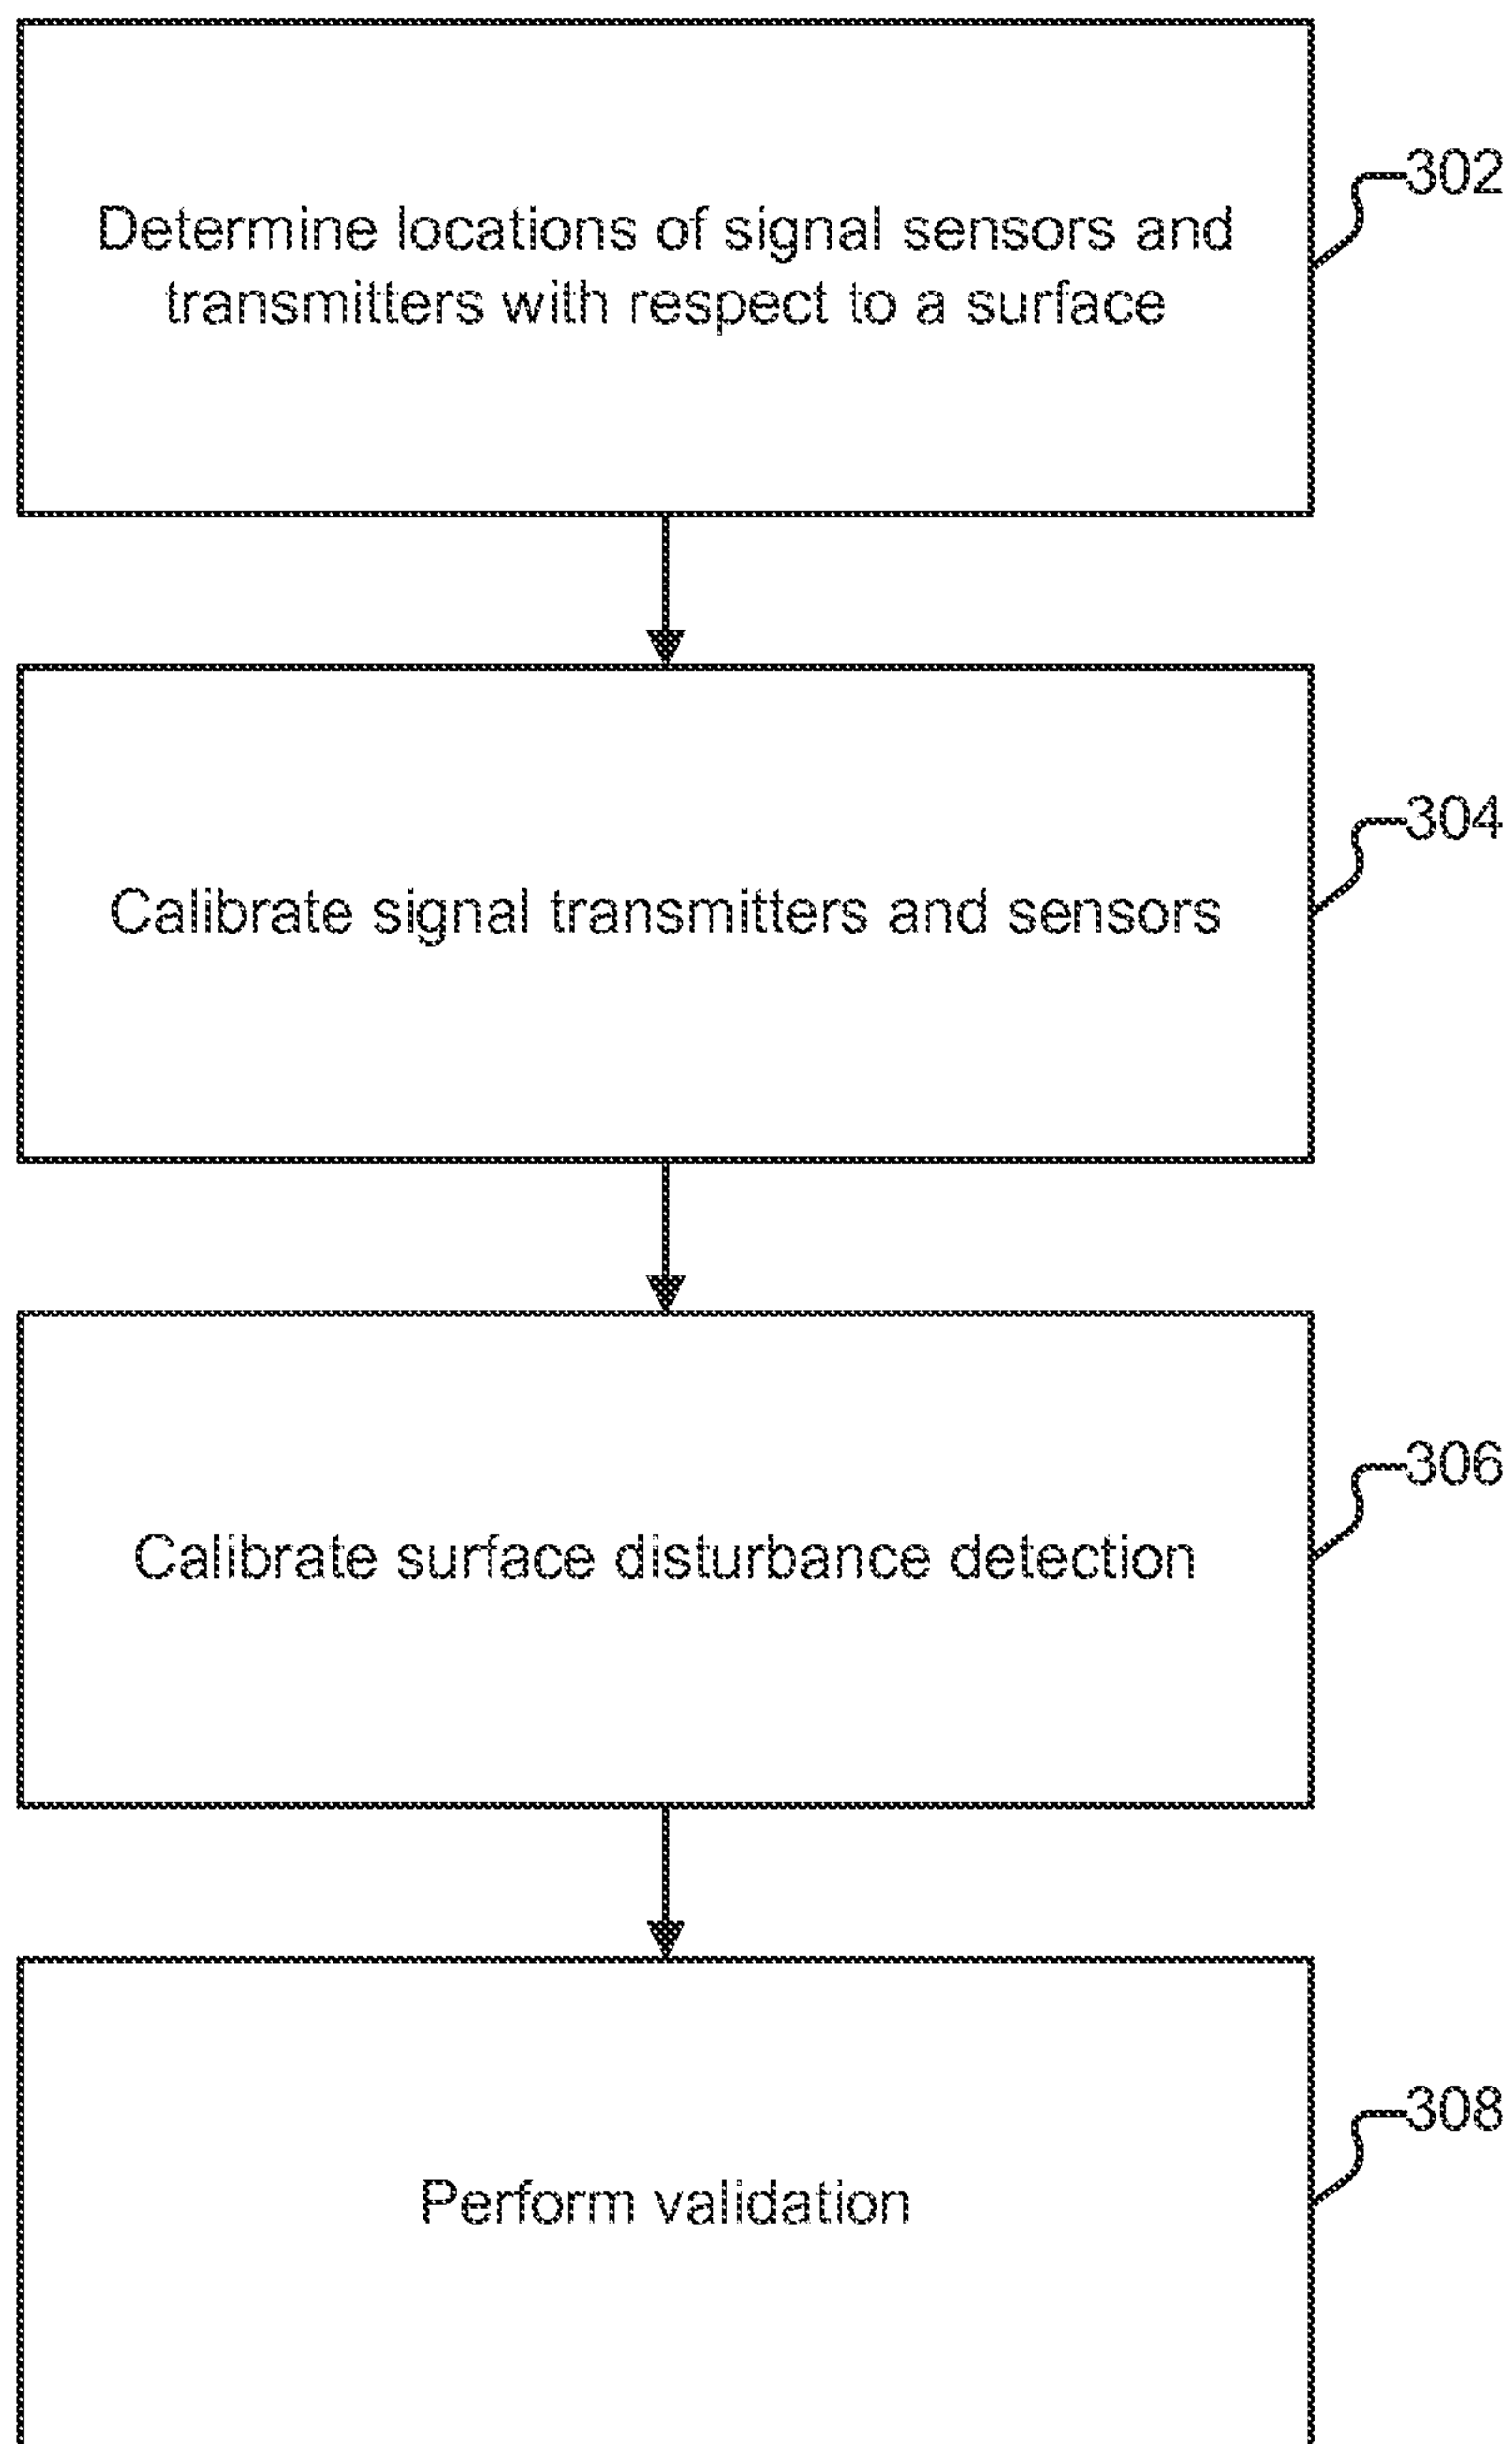 Determine locations of signal sensors and
transmitters with respect to a surface
302
Calibrate signal transmitters and sensors
304
Calibrate surface disturbance detection
306
Perform validation
308